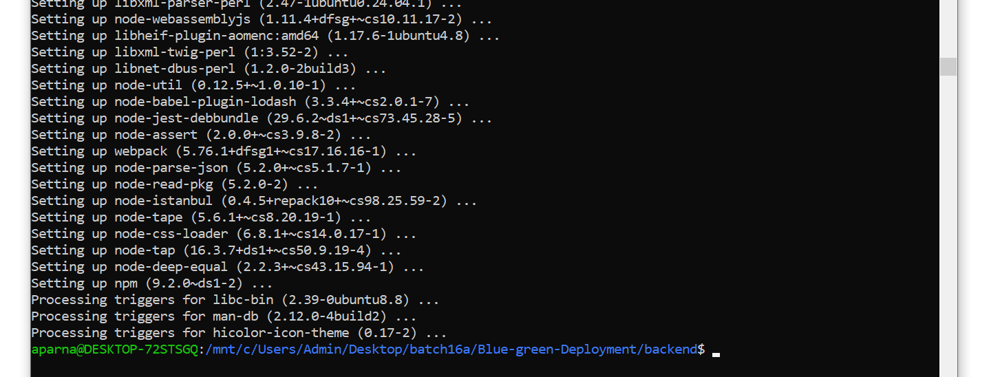 Setting up libxml-parser-perl (2.47-1ubuntu0.24.04.1) ...
Setting up node-webassemblyjs (1.11.4+dfsg+~cs10.11.17-2) ...
Setting up libheif-plugin-aomenc:amd64 (1.17.6-1ubuntu4.8) ...
Setting up libxml-twig-perl (1:3.52-2) ...
Setting up libnet-dbus-perl (1.2.0-2build3) ...
Setting up node-util (0.12.5+~1.0.10-1) ...
Setting up node-babel-plugin-lodash (3.3.4+~cs2.0.1-7) ...
Setting up node-jest-debbundle (29.6.2~ds1+~cs73.45.28-5) ...
Setting up node-assert (2.0.0+~cs3.9.8-2) ...
Setting up webpack (5.76.1+dfsg1+~cs17.16.16-1) ...
Setting up node-parse-json (5.2.0+~cs5.1.7-1) ...
Setting up node-read-pkg (5.2.0-2) ...
Setting up node-istanbul (0.4.5+repack10+~cs98.25.59-2) ...
Setting up node-tape (5.6.1+~cs8.20.19-1) ...
Setting up node-css-loader (6.8.1+~cs14.0.17-1) ...
Setting up node-tap (16.3.7+ds1+~cs50.9.19-4) ...
Setting up node-deep-equal (2.2.3+~cs43.15.94-1) ...
Setting up npm (9.2.0~ds1-2) ...
Processing triggers for libc-bin (2.39-0ubuntu8.8) ...
Processing triggers for man-db (2.12.0-4build2) ...
Processing triggers for hicolor-icon-theme (0.17-2) ...
aparna@DESKTOP-72STSGQ:/mnt/c/Users/Admin/Desktop/batch16a/Blue-green-Deployment/backend$